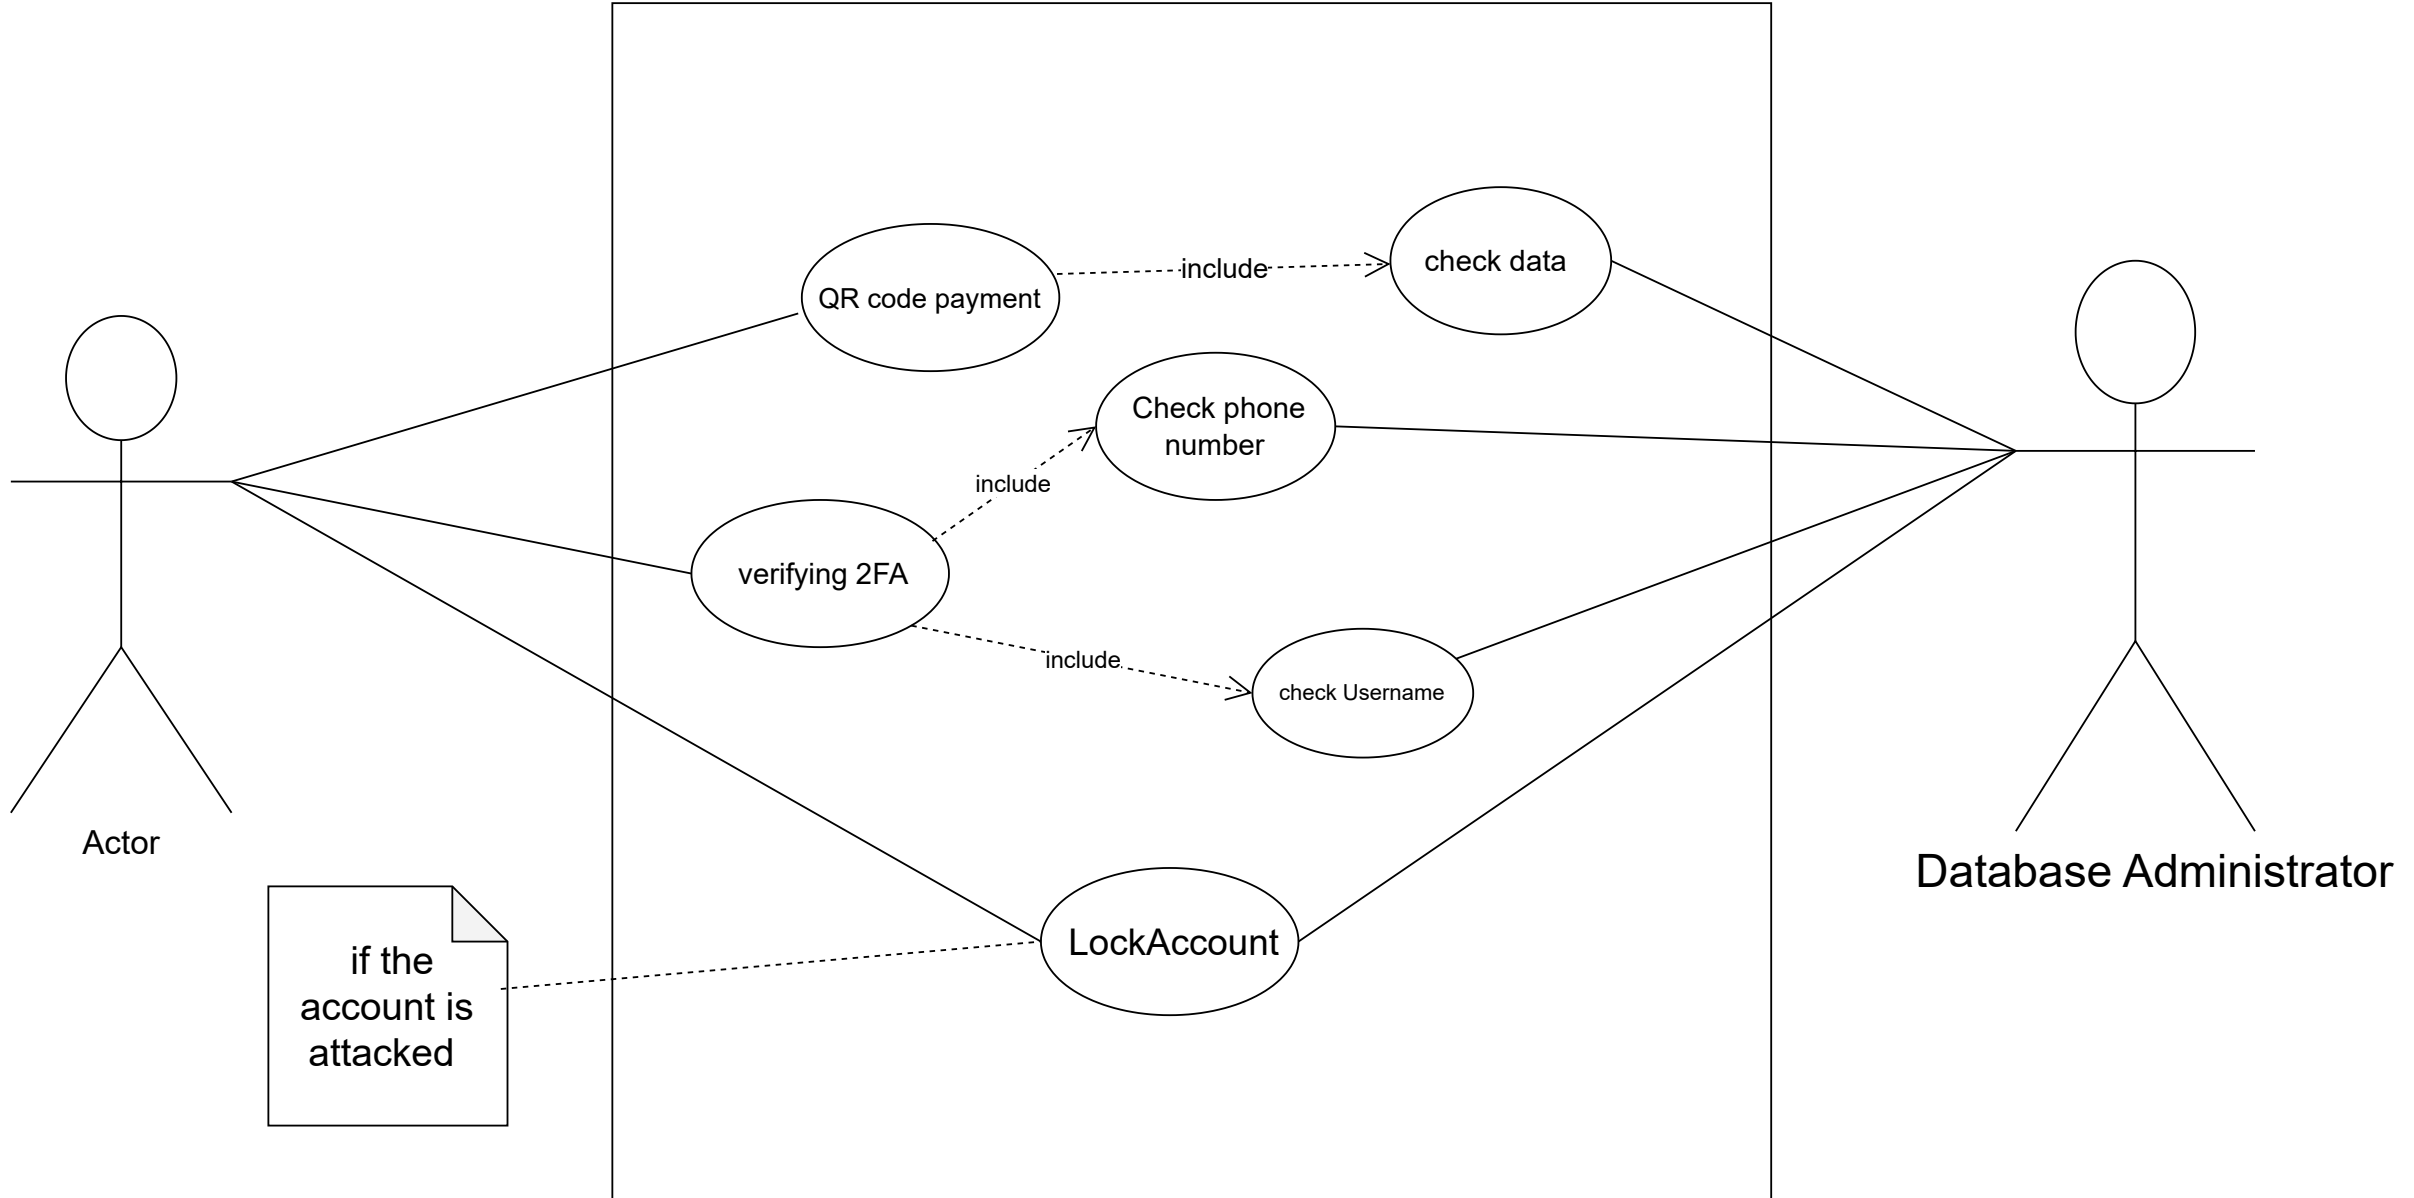 check data
include
QR code payment
Check phone
number
include
verifying 2FA
include
check Username
Actor
Database Administrator
LockAccount
if the
account is
attacked